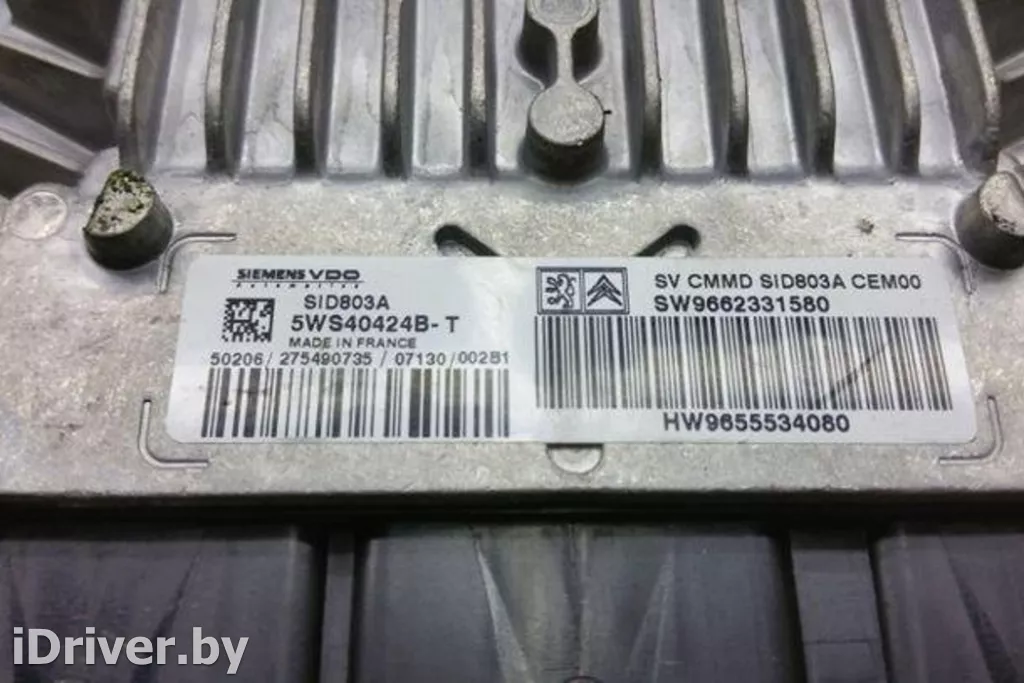 SIEMENS VDO
Automotive
SID803A
5WS40424B-T
MADE IN FRANCE
50206/275490735/07130/002B1
SV CMMD SID803A CEM00
SW9662331580
HW9655534080
iDriver.by